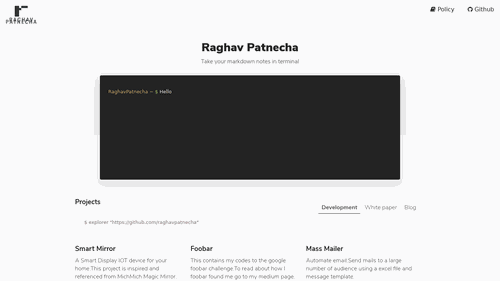 RAGHAV
PATNECHA
Policy
Github
Raghav Patnecha
Take your markdown notes in terminal
RaghavPatnecha ~ $ Hello
Projects
Development
White paper
Blog
$ explorer "https://github.com/raghavpatnecha"
Smart Mirror
A Smart Display IOT device for your
home.This project is inspired and
referenced from MichMich Magic Mirror.
Foobar
This contains my codes to the google
foobar challenge.To read about how I
foobar found me go to my medium page.
Mass Mailer
Automate email.Send mails to a large
number of audience using a excel file and
message template.